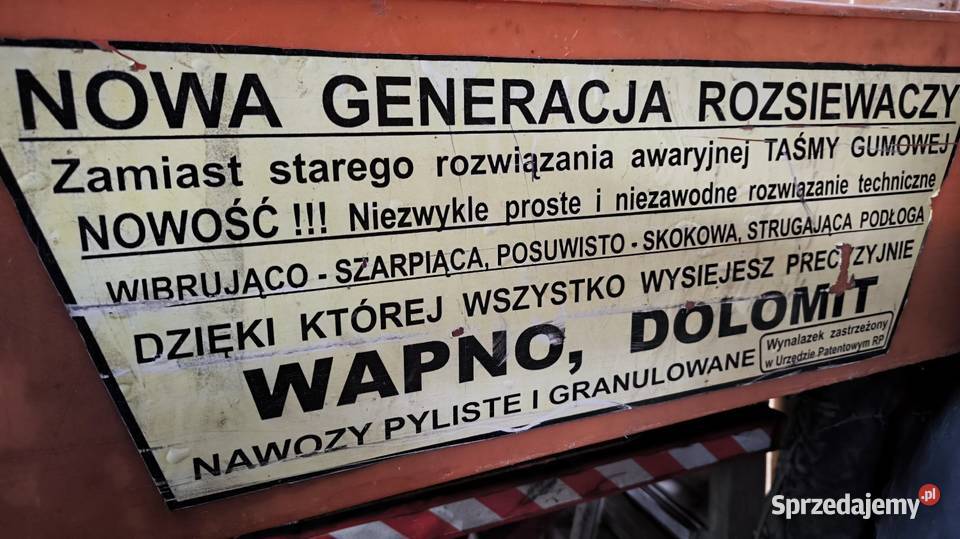 NOWA GENERACJA ROZSIEWACZY
Zamiast starego rozwiązania awaryjnej TAŚMY GUMOWEJ
NOWOŚĆ !!! Niezwykle proste i niezawodne rozwiązanie techniczne
WIBRUJĄCO - SZARPIĄCA, POSUWISTO - SKOKOWA, STRUGAJĄCA PODŁOGA
DZIĘKI KTÓREJ WSZYSTKO WYSIEJESZ PRECYZYJNIE
WAPNO, DOLOMIT
NAWOZY PYLISTE I GRANULOWANE
Wynalazek zastrzeżony
w Urzędzie Patentowym RP
Sprzedajemy.pl